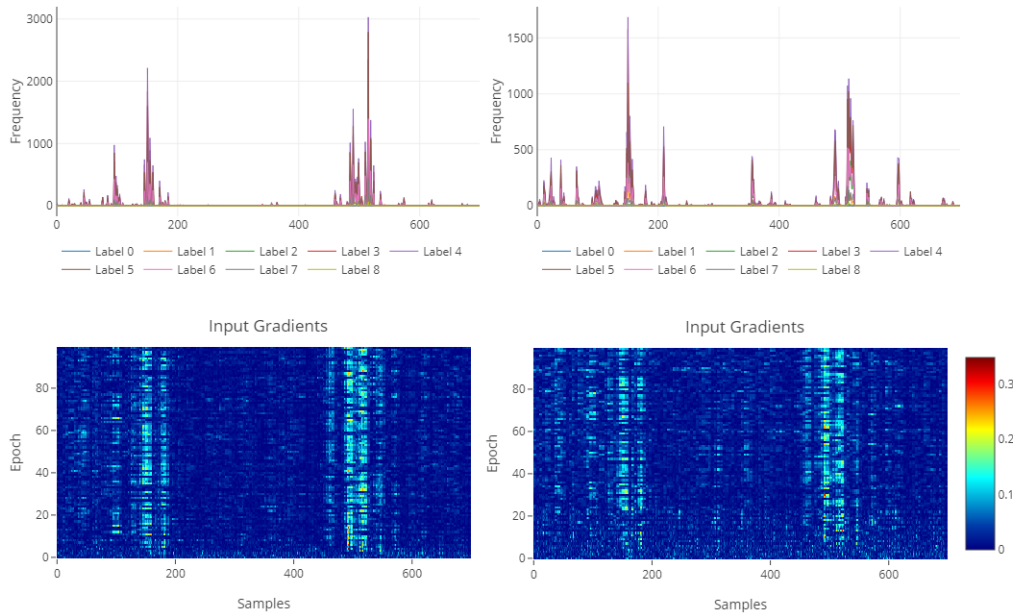 3000
2000
1000
0
Frequency
0 200 400 600
Label 0 Label 1 Label 2 Label 3 Label 4
Label 5 Label 6 Label 7 Label 8
1500
1000
500
0
Frequency
0 200 400 600
Label 0 Label 1 Label 2 Label 3 Label 4
Label 5 Label 6 Label 7 Label 8
Input Gradients
80
60
40
20
0
Epoch
0 200 400 600
Samples
Input Gradients
80
60
40
20
0
Epoch
0 200 400 600
Samples
0.3
0.2
0.1
0